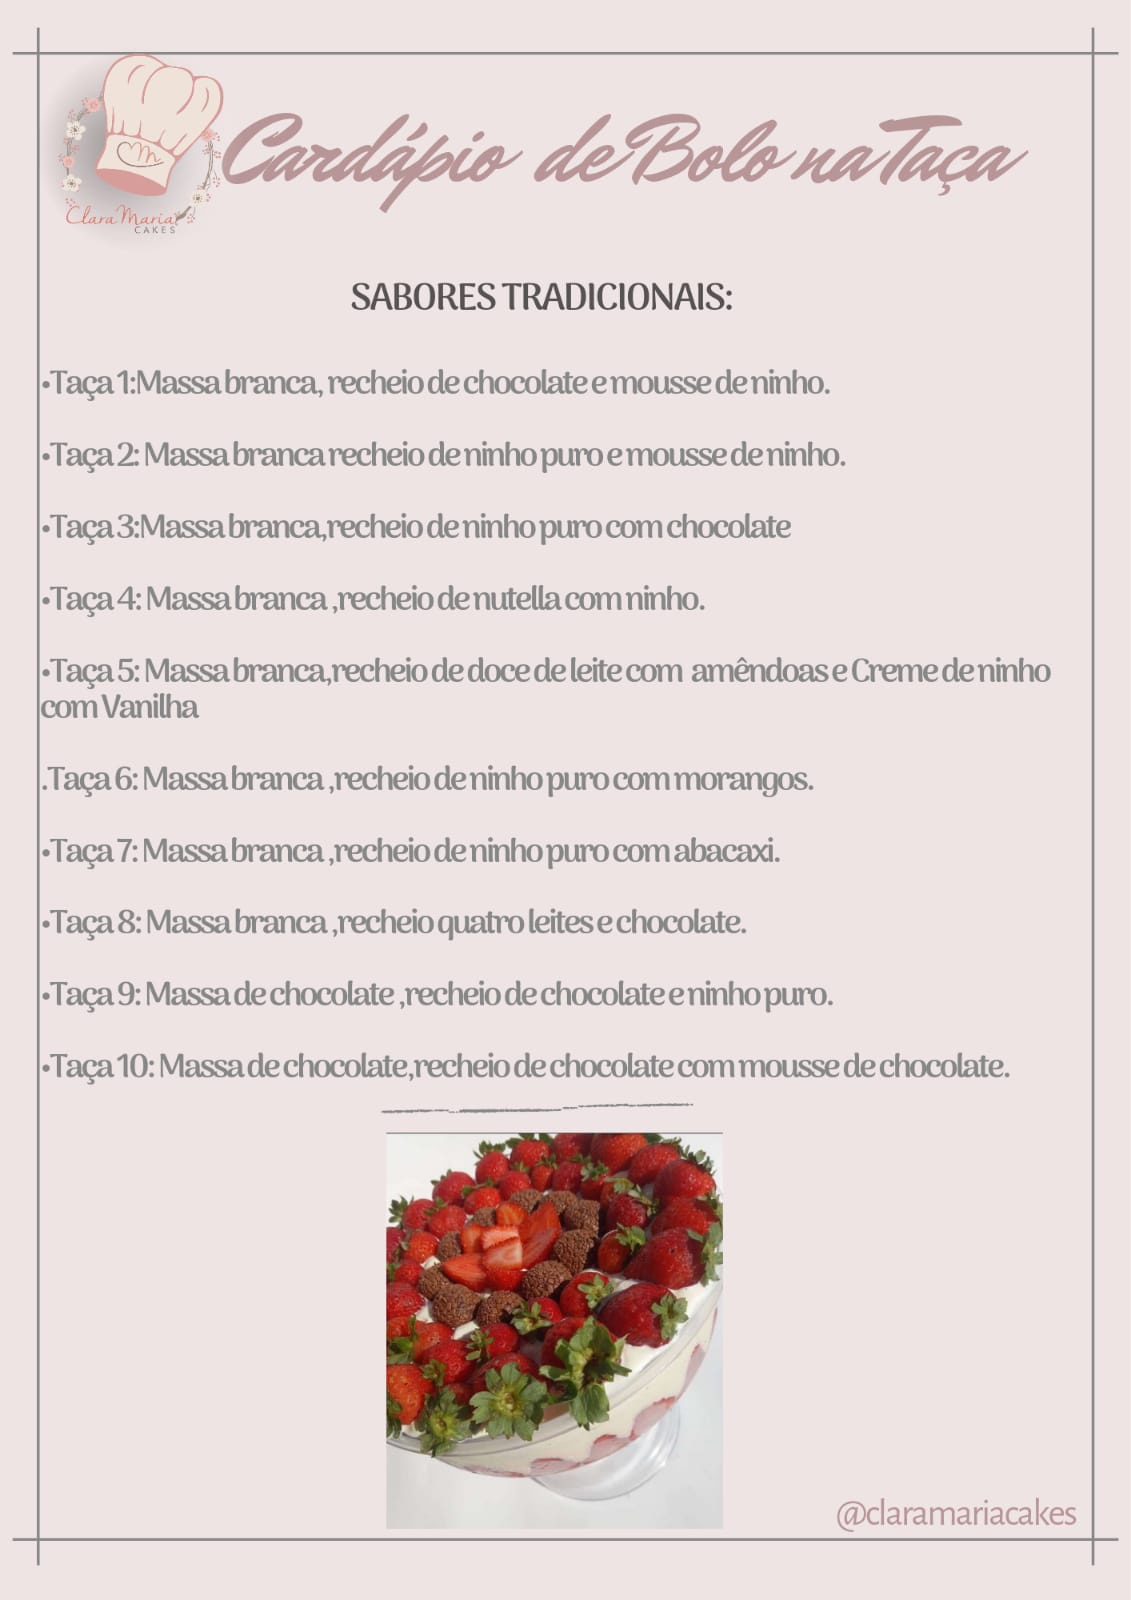 Clara Maria
CAKES
Cardápio de Bolo na Taça
SABORES TRADICIONAIS:
•Taça 1:Massa branca, recheio de chocolate e mousse de ninho.
•Taça 2: Massa branca recheio de ninho puro e mousse de ninho.
•Taça 3:Massa branca,recheio de ninho puro com chocolate
•Taça 4: Massa branca ,recheio de nutella com ninho.
•Taça 5: Massa branca,recheio de doce de leite com amêndoas e Creme de ninho
com Vanilha
.Taça 6: Massa branca ,recheio de ninho puro com morangos.
•Taça 7: Massa branca ,recheio de ninho puro com abacaxi.
•Taça 8: Massa branca ,recheio quatro leites e chocolate.
•Taça 9: Massa de chocolate ,recheio de chocolate e ninho puro.
•Taça 10: Massa de chocolate,recheio de chocolate com mousse de chocolate.
@claramariacakes